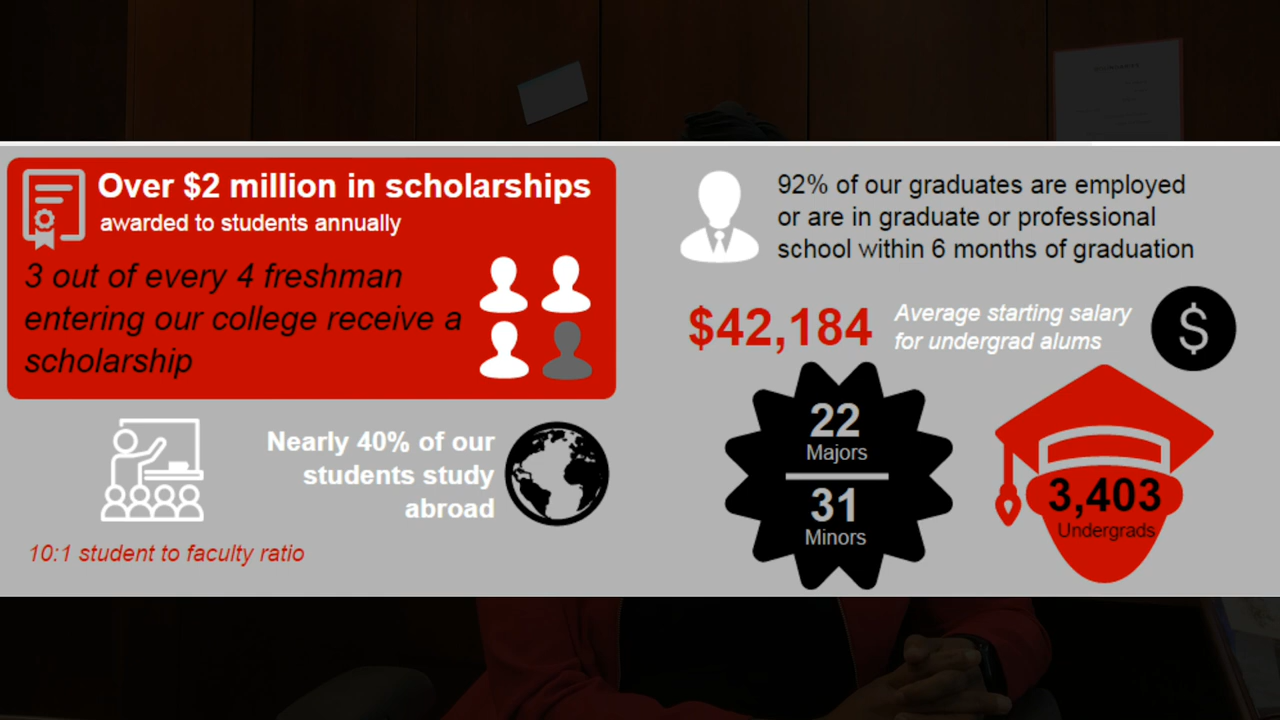 Over $2 million in scholarships
awarded to students annually
3 out of every 4 freshman
entering our college receive a
scholarship
Nearly 40% of our
students study
abroad
10:1 student to faculty ratio
92% of our graduates are employed
or are in graduate or professional
school within 6 months of graduation
$42,184
Average starting salary
for undergrad alums
$
22
Majors
31
Minors
3,403
Undergrads